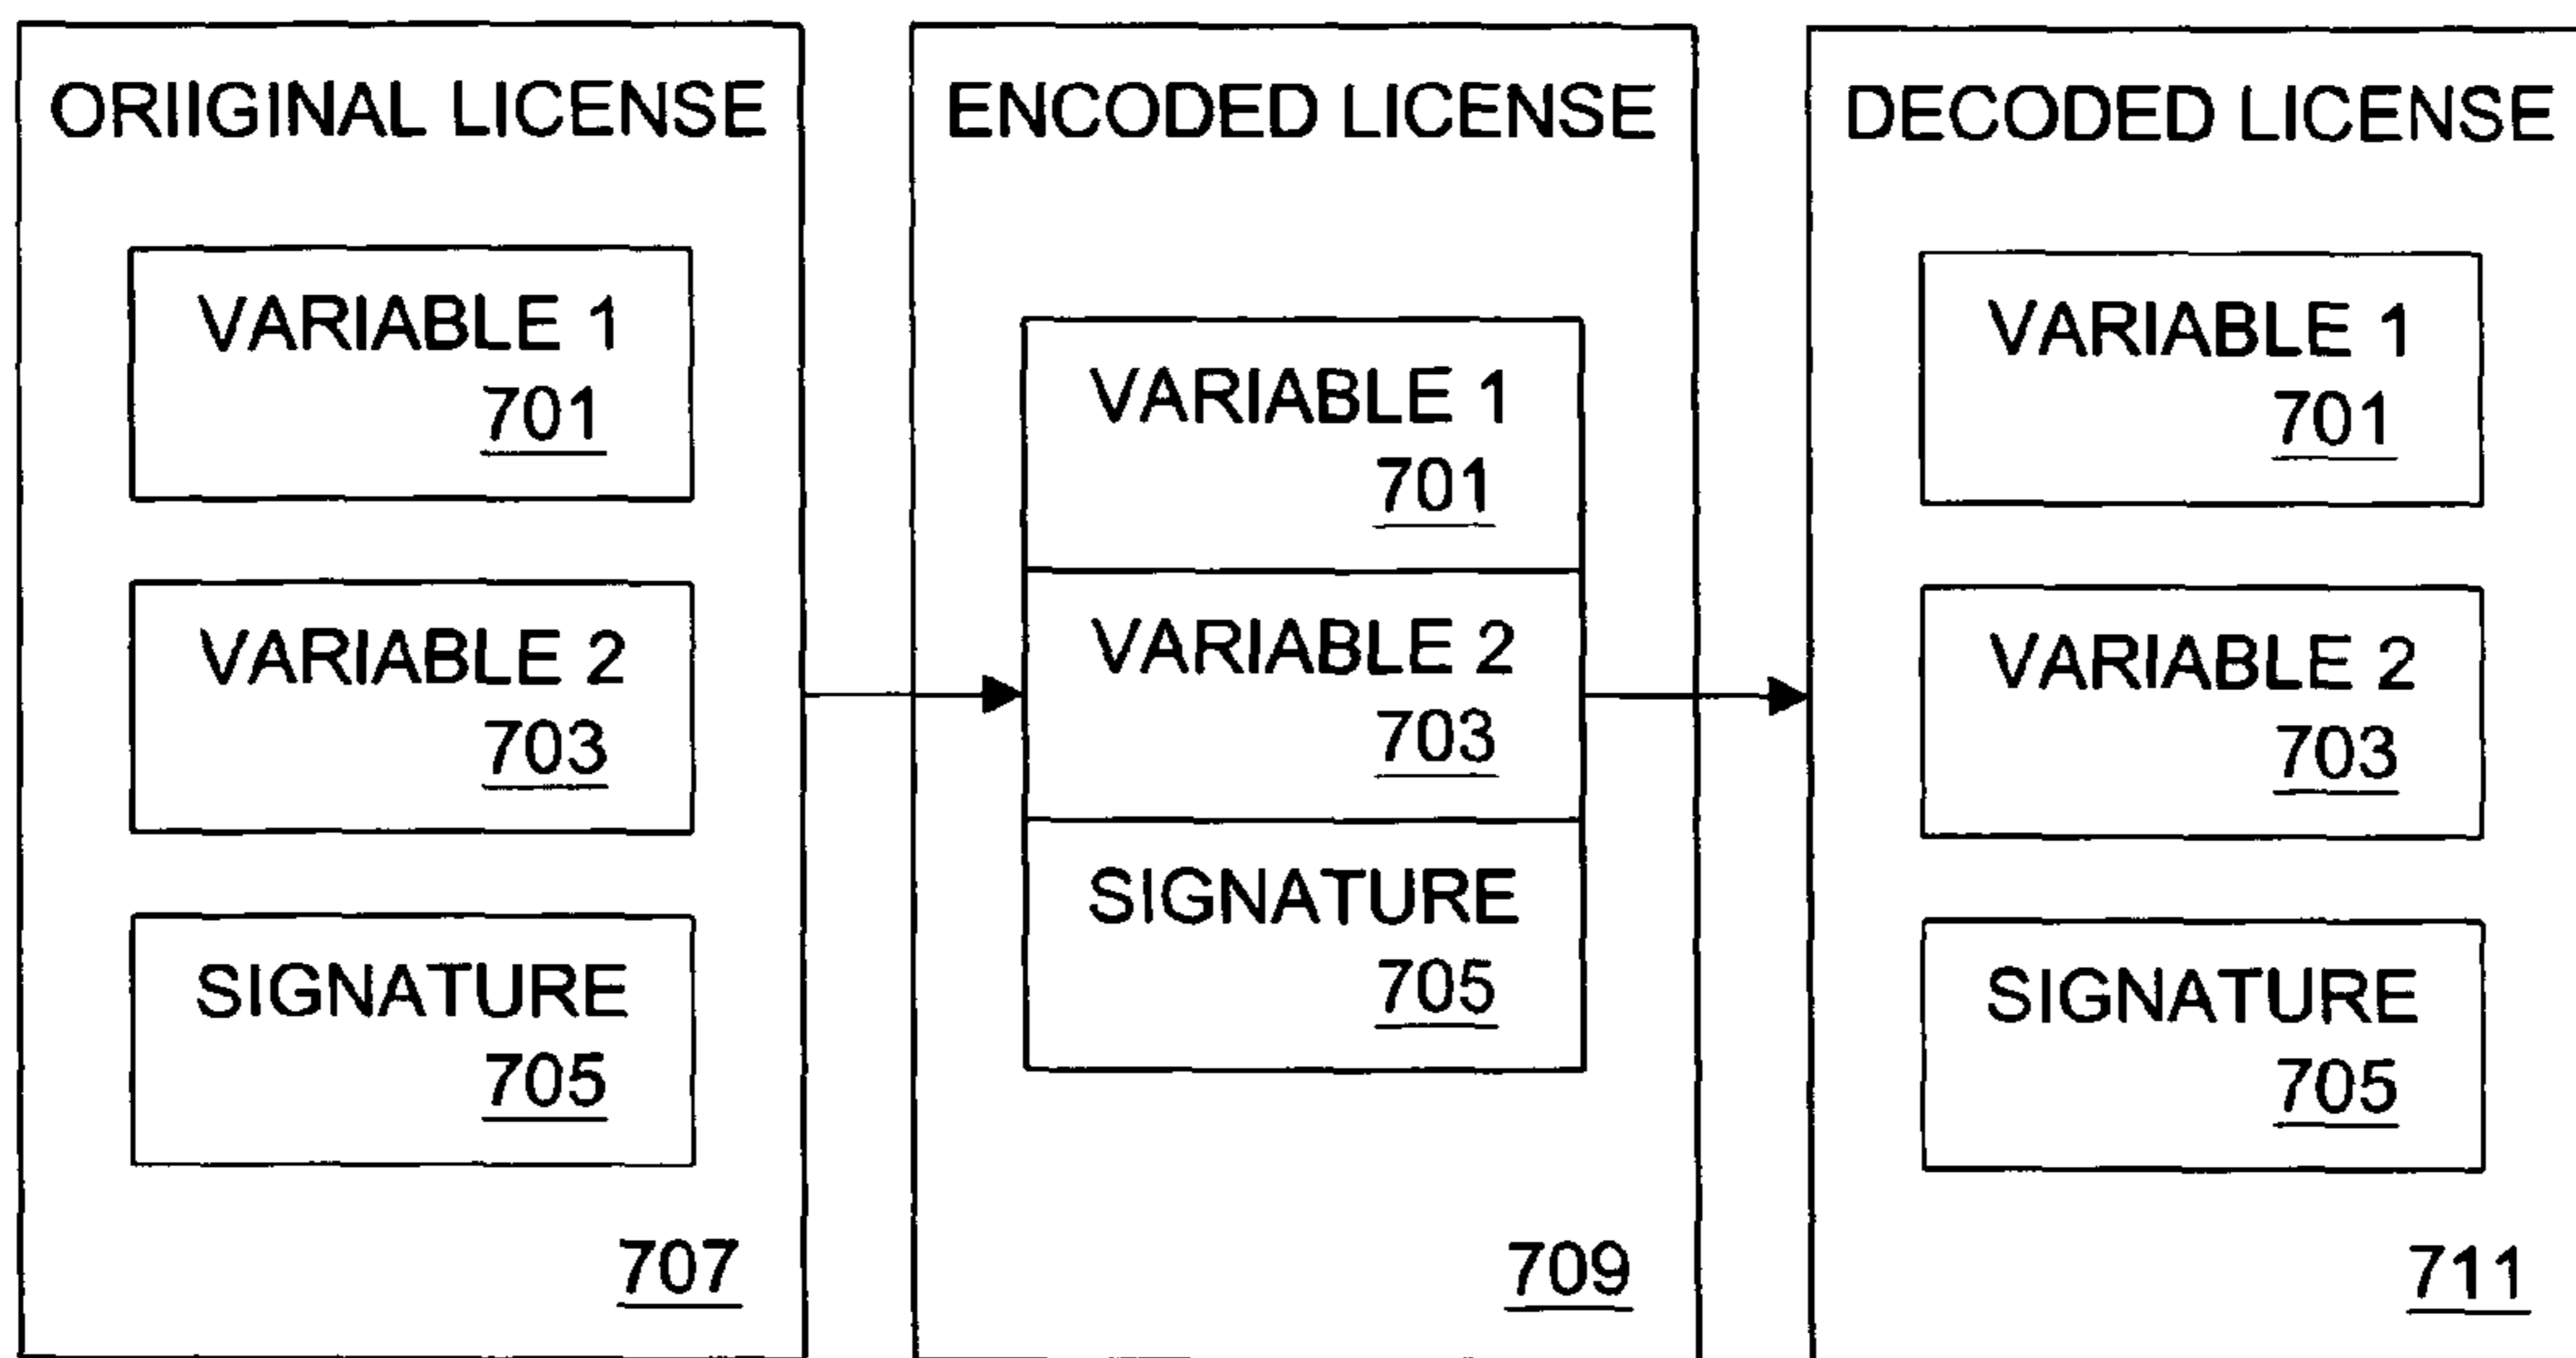 ORIIGINAL LICENSE
VARIABLE 1
701
VARIABLE 2
703
SIGNATURE
705
707
ENCODED LICENSE
VARIABLE 1
701
VARIABLE 2
703
SIGNATURE
705
709
DECODED LICENSE
VARIABLE 1
701
VARIABLE 2
703
SIGNATURE
705
711